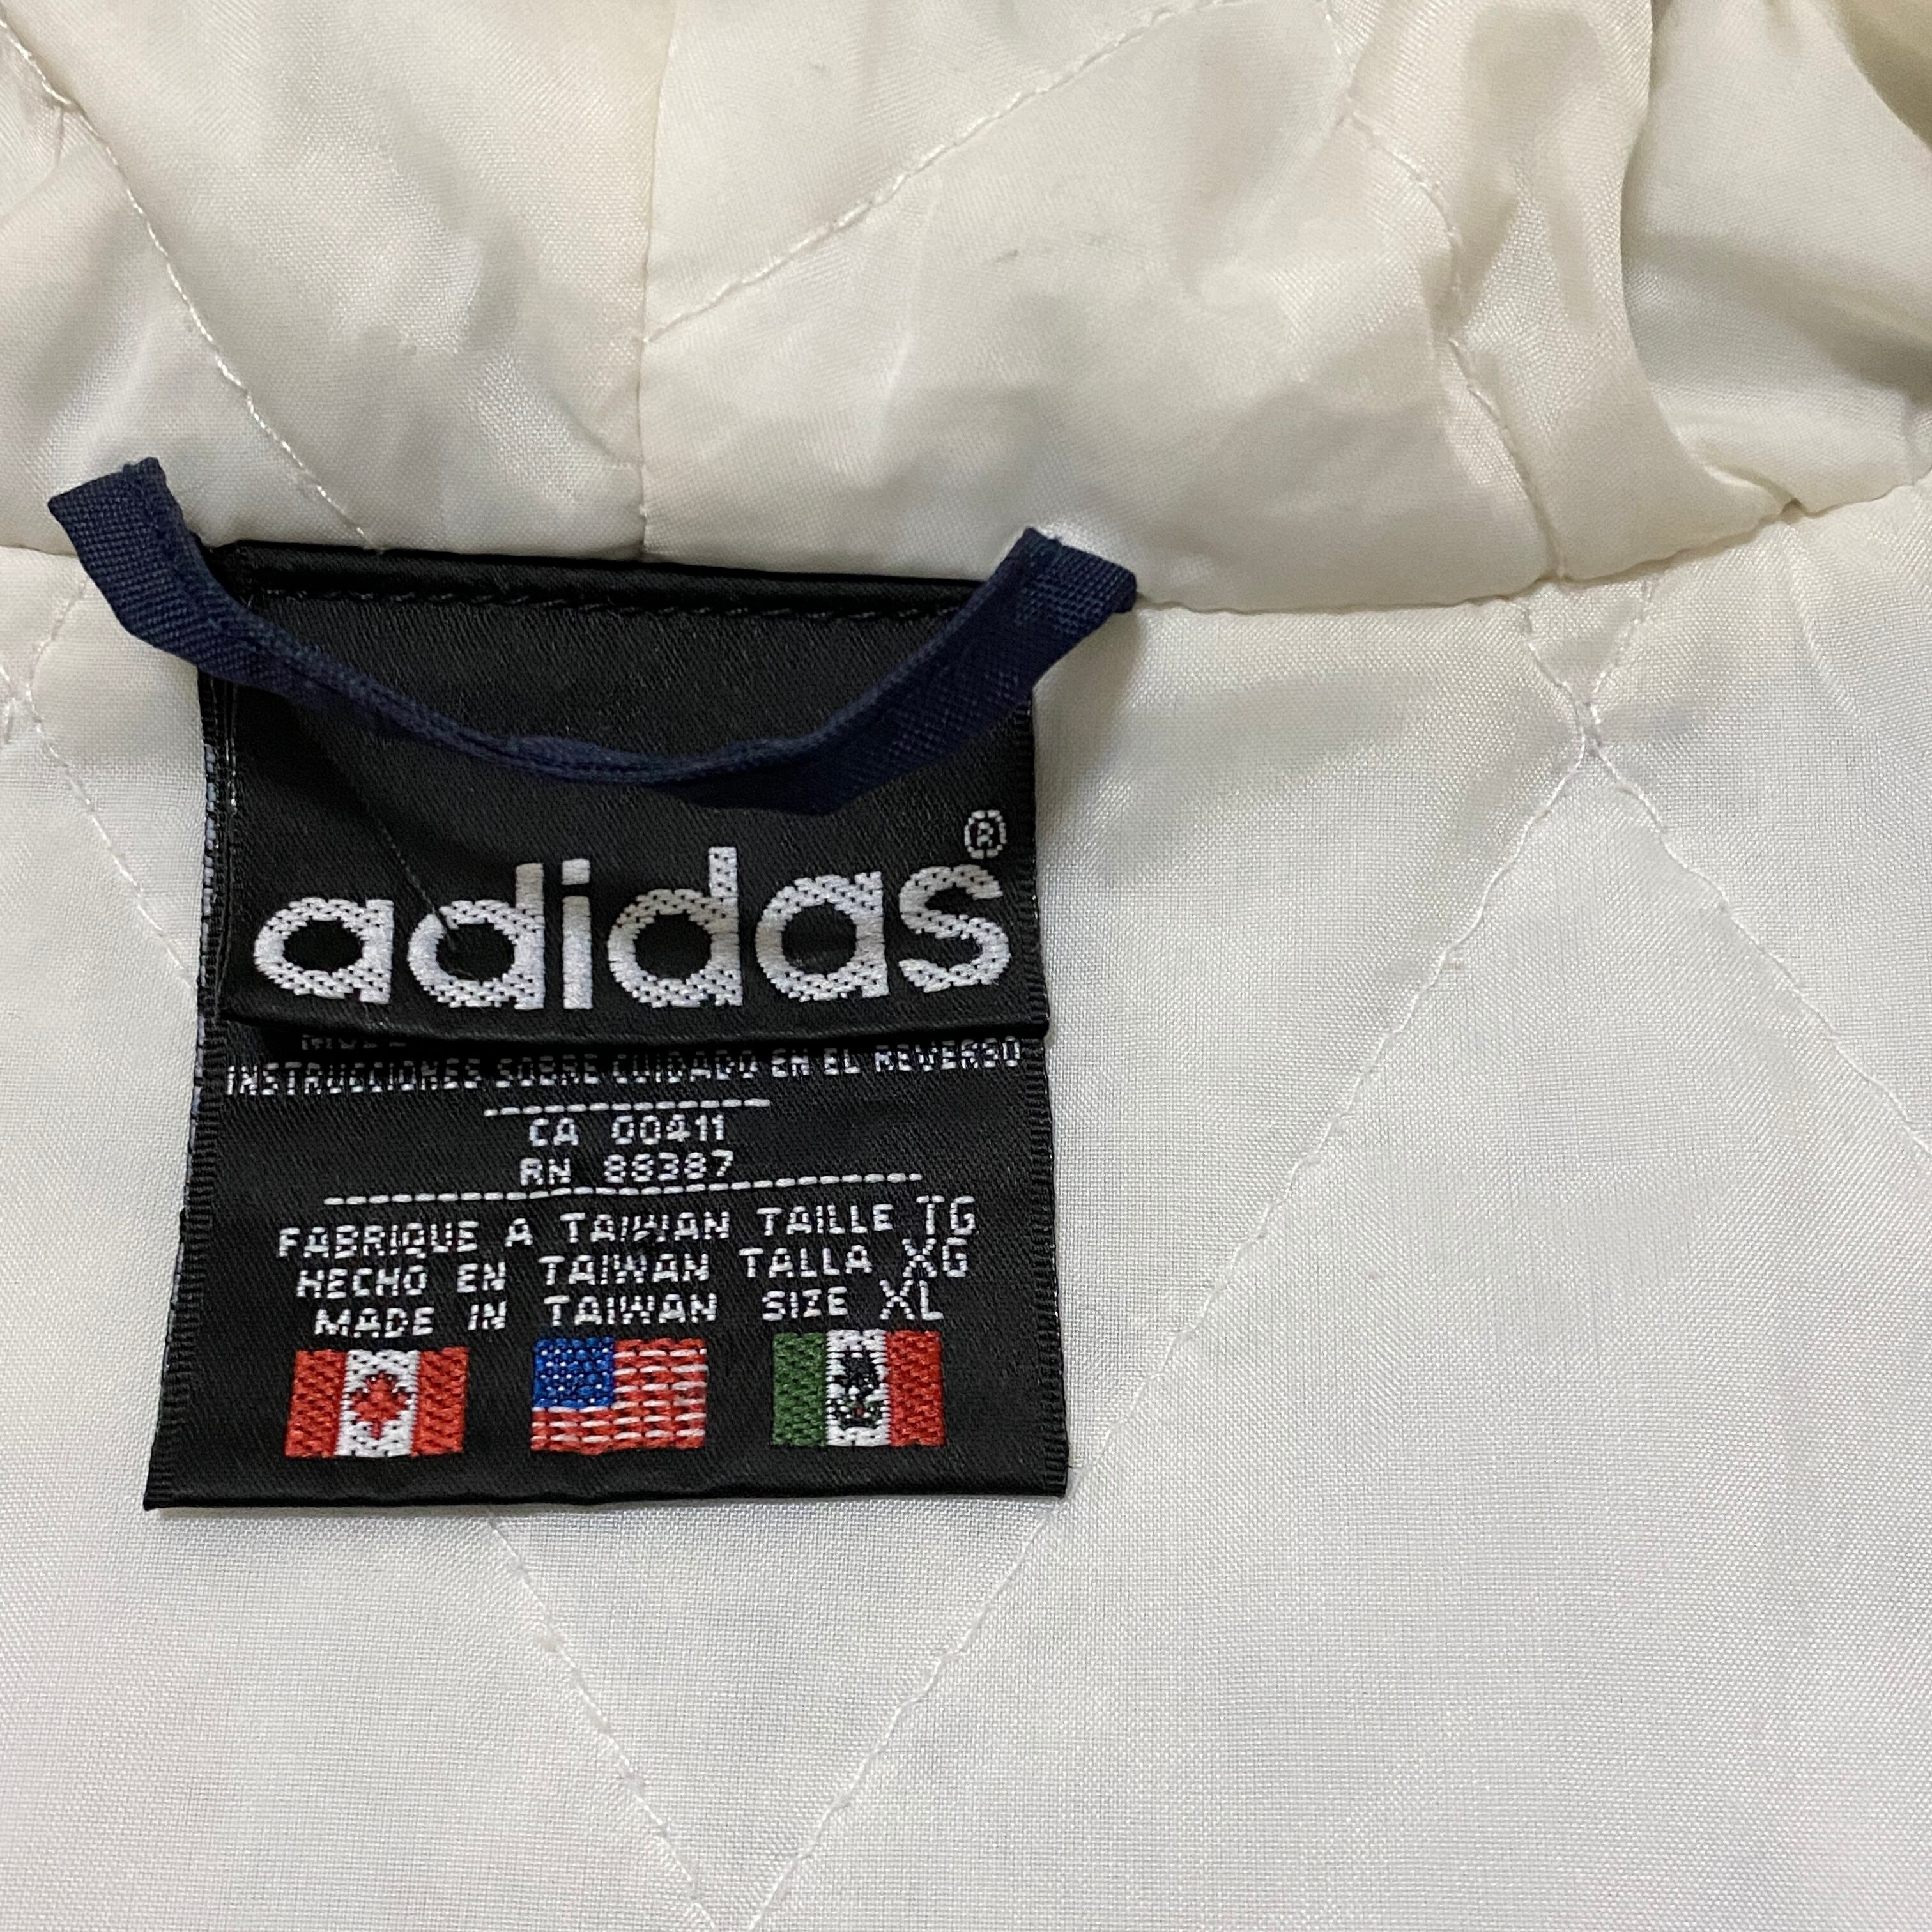 adidas®
INSTRUCCIONES SOBRE CUIDADO EN EL REVERSO
CA 00411
RN 88387
FABRIQUE A TAIWAN TAILLE TG
HECHO EN TAIWAN TALLA XG
MADE IN TAIWAN SIZE XL